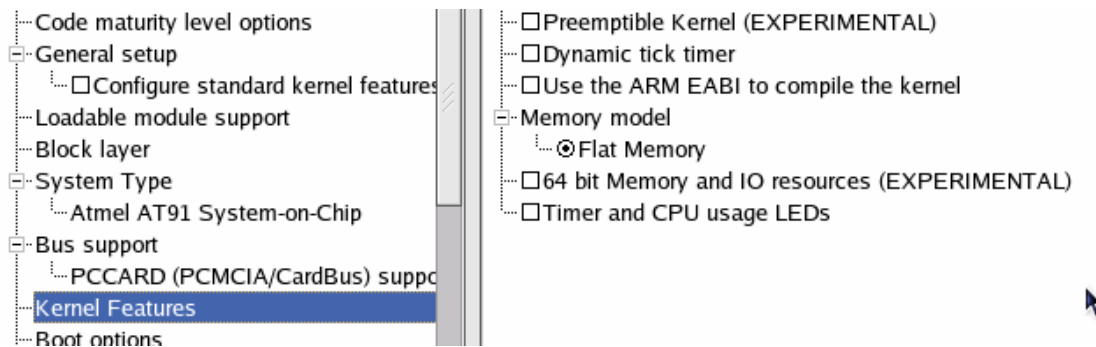 Code maturity level options
General setup
Configure standard kernel features
Loadable module support
Block layer
System Type
Atmel AT91 System-on-Chip
Bus support
PCCARD (PCMCIA/CardBus) suppo
Kernel Features
Boot options
Preemptible Kernel (EXPERIMENTAL)
Dynamic tick timer
Use the ARM EABI to compile the kernel
Memory model
Flat Memory
64 bit Memory and IO resources (EXPERIMENTAL)
Timer and CPU usage LEDs